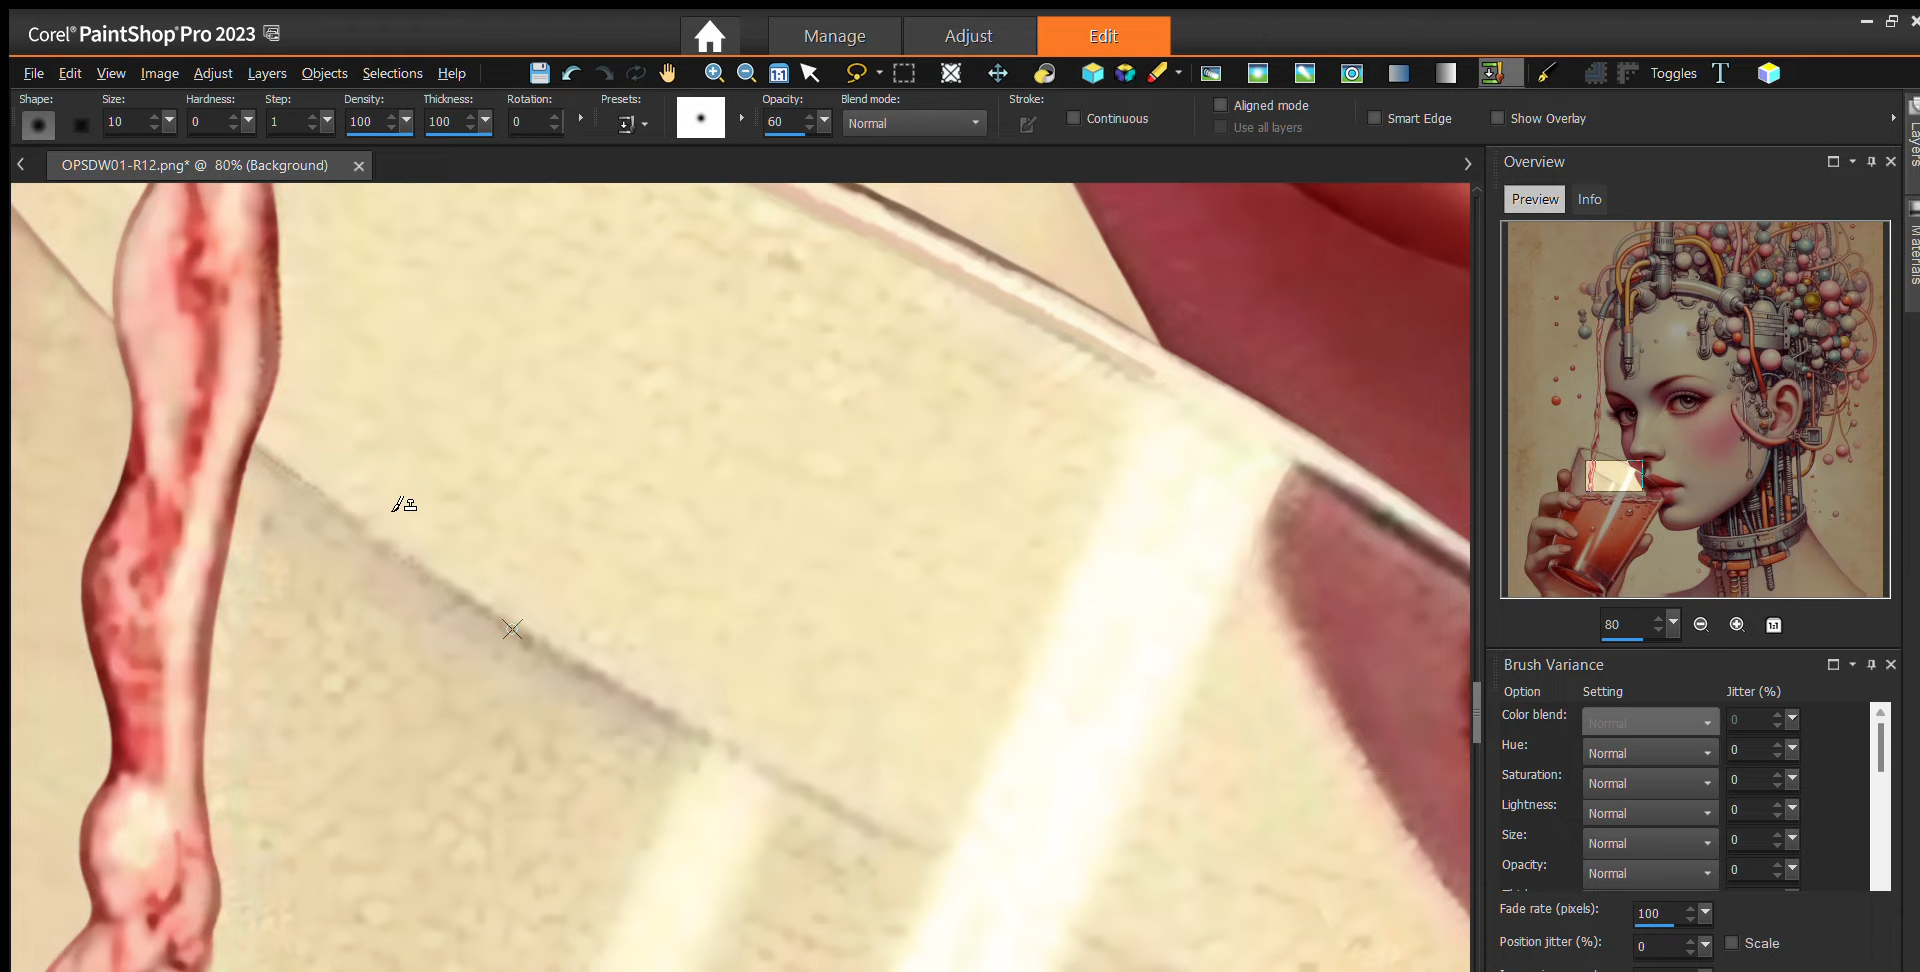 Corel® PaintShop® Pro 2023
Manage
Adjust
Edit
File Edit View Image Adjust Layers Objects Selections Help
1:1
Toggles
T
Shape:
Size:
10
Hardness:
0
Step:
1
Density:
100
Thickness:
100
Rotation:
0
Presets:
Opacity:
60
Blend mode:
Normal
Stroke:
Continuous
Aligned mode
Use all layers
Smart Edge
Show Overlay
Layers
Materials
OPSDW01-R12.png* @ 80% (Background)
Overview
Preview
Info
80
1:1
Brush Variance
Option Setting Jitter (%)
Color blend: Normal 0
Hue: Normal 0
Saturation: Normal 0
Lightness: Normal 0
Size: Normal 0
Opacity: Normal 0
Fade rate (pixels): 100
Position jitter (%): 0 Scale